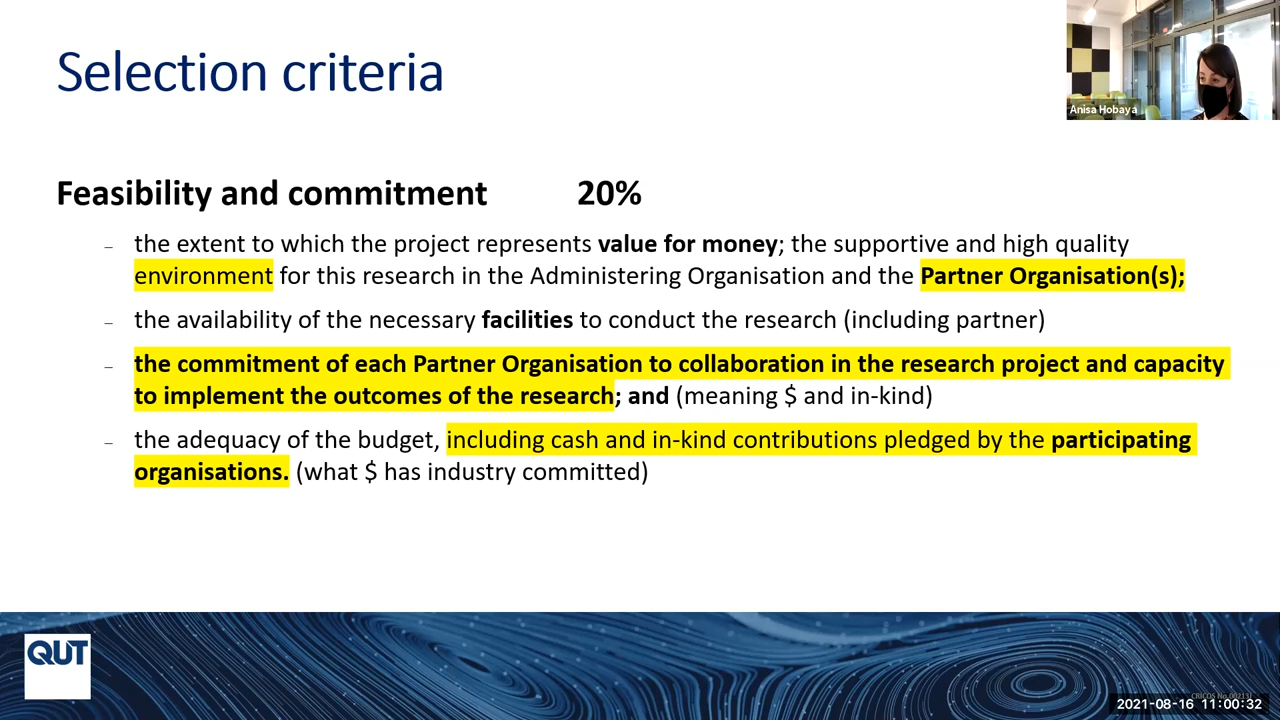 Selection criteria
Anisa Hobaya
Feasibility and commitment 20%
– the extent to which the project represents value for money; the supportive and high quality
environment for this research in the Administering Organisation and the Partner Organisation(s);
– the availability of the necessary facilities to conduct the research (including partner)
– the commitment of each Partner Organisation to collaboration in the research project and capacity
to implement the outcomes of the research; and (meaning $ and in-kind)
– the adequacy of the budget, including cash and in-kind contributions pledged by the participating
organisations. (what $ has industry committed)
QUT
CRICOS No.
2021-08-16 11:00:32